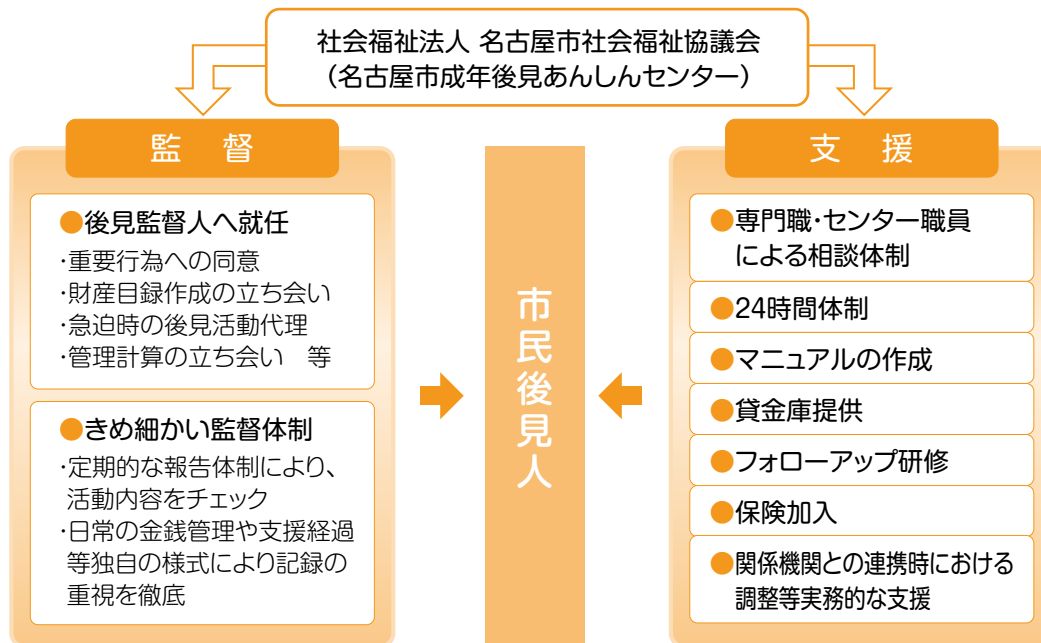 社会福祉法人 名古屋市社会福祉協議会
（名古屋市成年後見あんしんセンター）
監　督
●後見監督人へ就任
・重要行為への同意
・財産目録作成の立ち会い
・急迫時の後見活動代理
・管理計算の立ち会い　等
●きめ細かい監督体制
・定期的な報告体制により、
活動内容をチェック
・日常の金銭管理や支援経過
等独自の様式により記録の
重視を徹底
市民後見人
支　援
●専門職・センター職員
による相談体制
●24時間体制
●マニュアルの作成
●貸金庫提供
●フォローアップ研修
●保険加入
●関係機関との連携時における
調整等実務的な支援